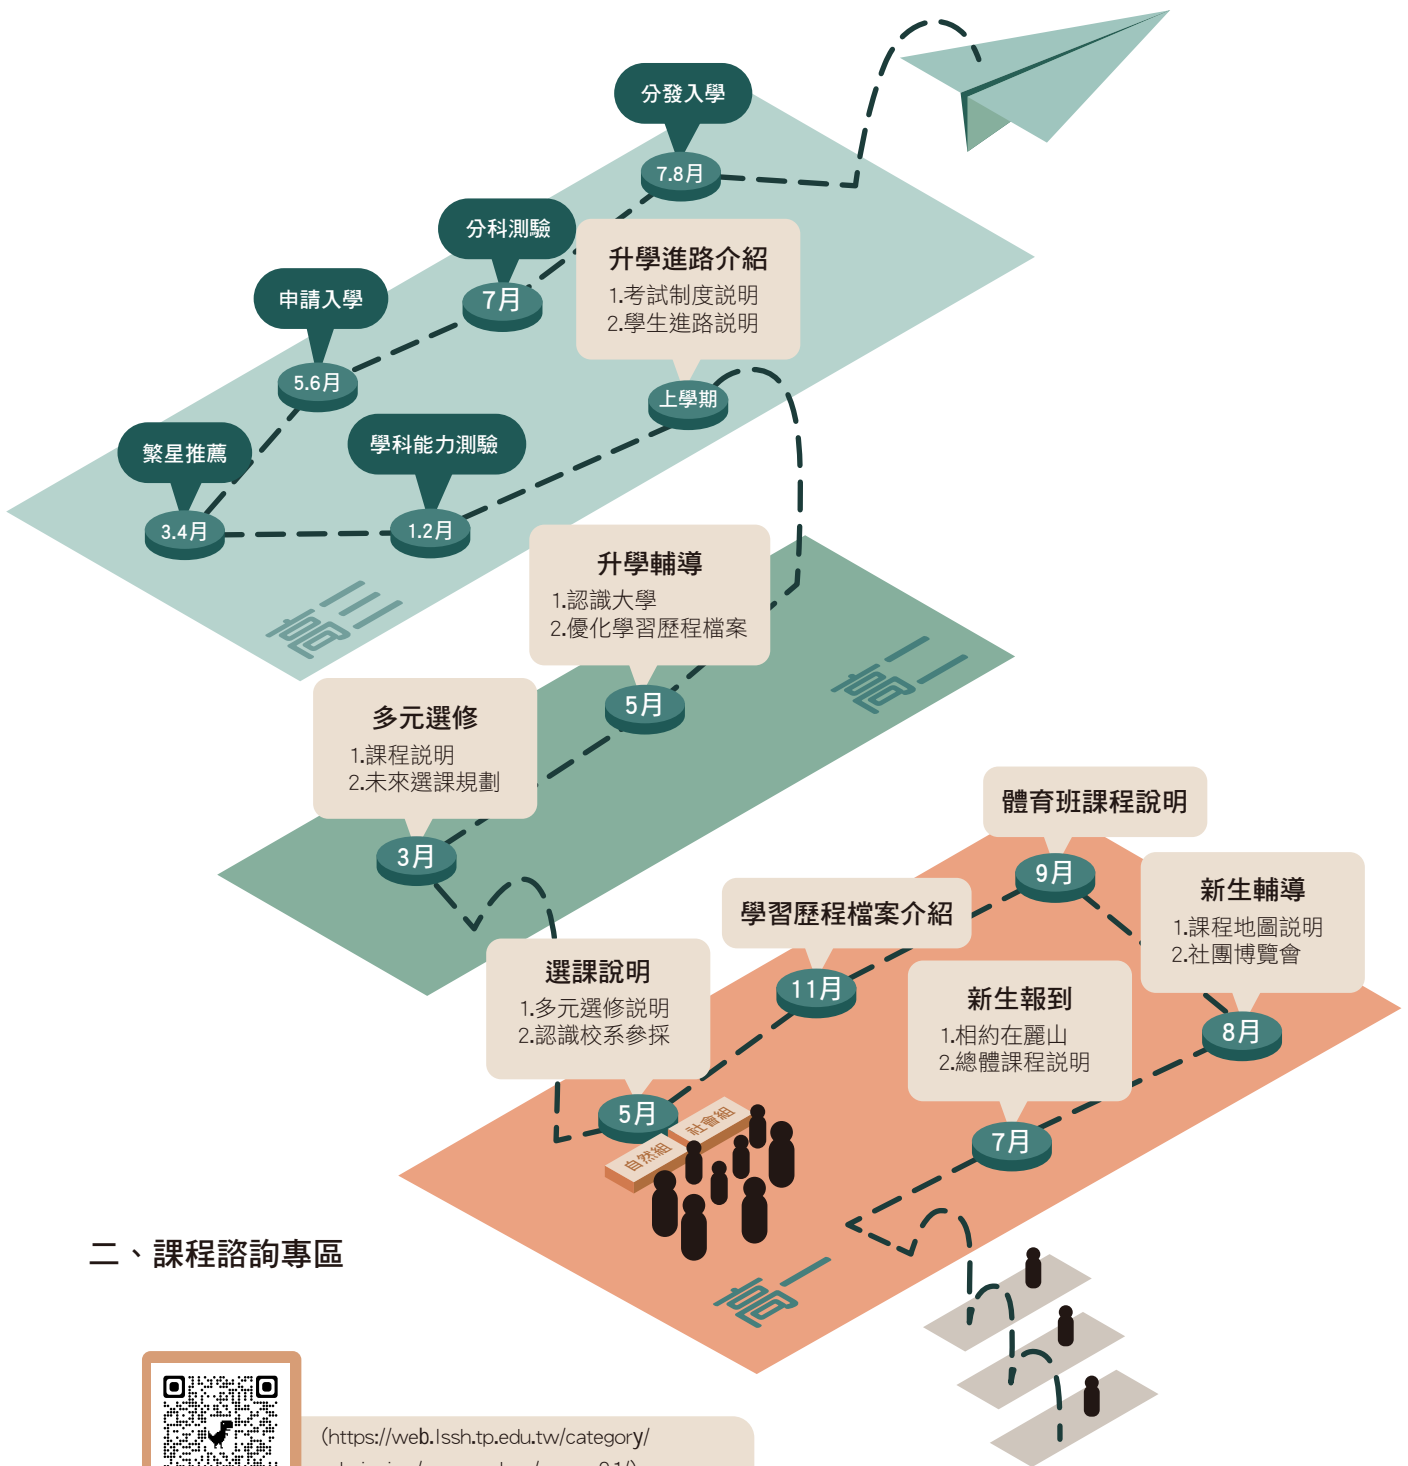 分發入學
7.8月
分科測驗
7月
升學進路介紹
1.考試制度說明
2.學生進路說明
申請入學
5.6月
上學期
繁星推薦
3.4月
學科能力測驗
1.2月
高三
升學輔導
1.認識大學
2.優化學習歷程檔案
5月
高二
多元選修
1.課程說明
2.未來選課規劃
3月
體育班課程說明
9月
新生輔導
1.課程地圖說明
2.社團博覽會
8月
學習歷程檔案介紹
11月
新生報到
1.相約在麗山
2.總體課程說明
7月
選課說明
1.多元選修說明
2.認識校系參採
5月
社會組
自然組
高一
二、課程諮詢專區
(https://web.lssh.tp.edu.tw/category/